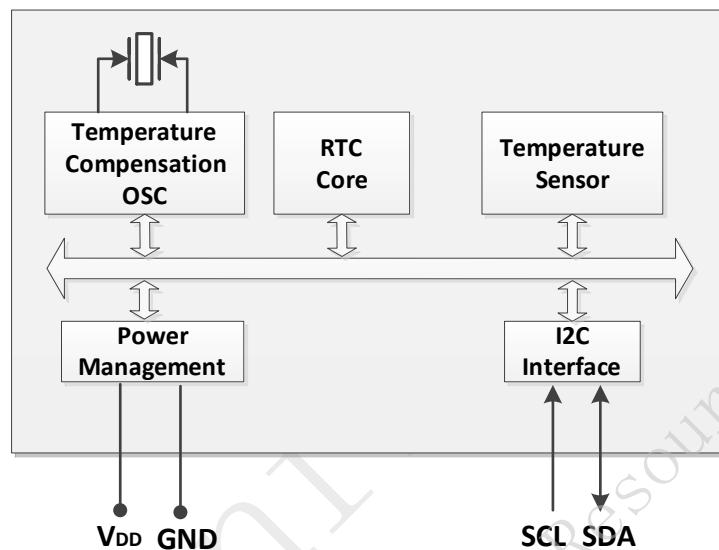 Temperature
Compensation
OSC
RTC
Core
Temperature
Sensor
Power
Management
I2C
Interface
VDD GND
SCL SDA